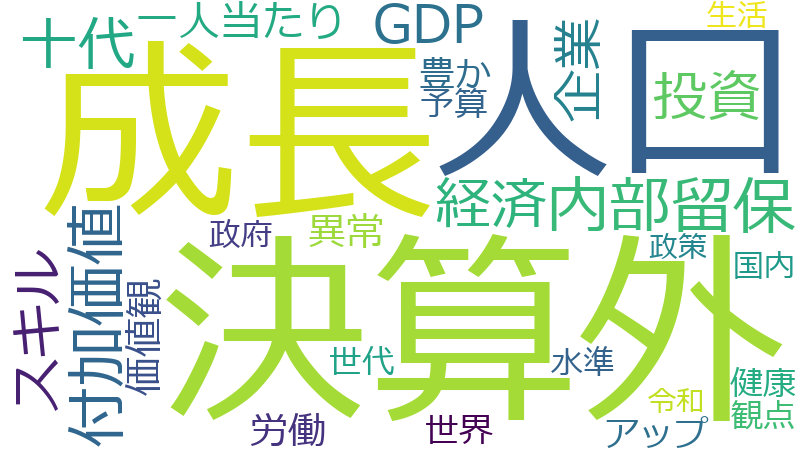 十代
一人当たり
GDP
企業
生活
成長
人口
豊か
予算
投資
経済
内部留保
付加価値
スキル
価値観
政府
異常
決算外
政策
国内
世代
水準
健康
観点
令和
労働
世界
アップ